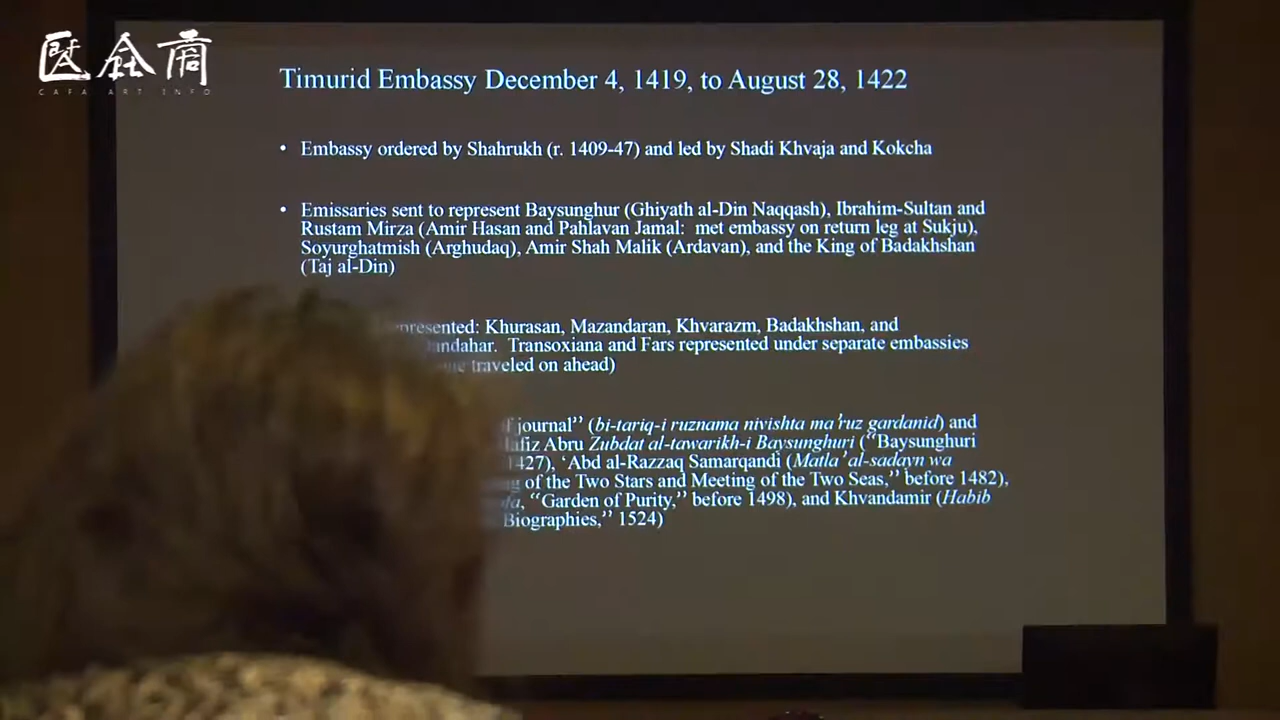 CAFA ART INFO
Timurid Embassy December 4, 1419, to August 28, 1422
• Embassy ordered by Shahrukh (r. 1409-47) and led by Shadi Khvaja and Kokcha
• Emissaries sent to represent Baysunghur (Ghiyath al-Din Naqqash), Ibrahim-Sultan and
Rustam Mirza (Amir Hasan and Pahlavan Jamal: met embassy on return leg at Sukju),
Soyurghatmish (Arghudaq), Amir Shah Malik (Ardavan), and the King of Badakhshan
(Taj al-Din)
Khurasan, Mazandaran, Khvarazm, Badakhshan, and
Transoxiana and Fars represented under separate embassies
traveled on ahead)
journal” (bi-tariq-i ruznama nivishta ma’ruz gardanid) and
Abru Zubdat al-tawarikh-i Baysunghuri (“Baysunghuri
1427), ‘Abd al-Razzaq Samarqandi (Matla’ al-sadayn wa
of the Two Stars and Meeting of the Two Seas,” before 1482),
“Garden of Purity,” before 1498), and Khvandamir (Habib
Biographies,” 1524)